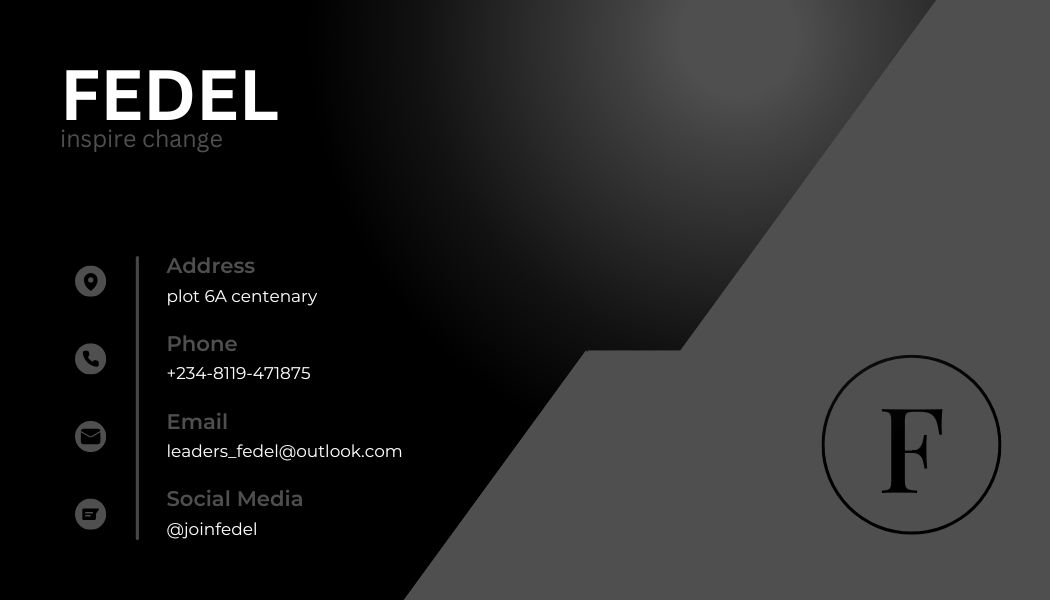 FEDEL
inspire change
Address
plot 6A centenary
Phone
+234-8119-471875
Email
leaders_fedel@outlook.com
Social Media
@joinfedel
F